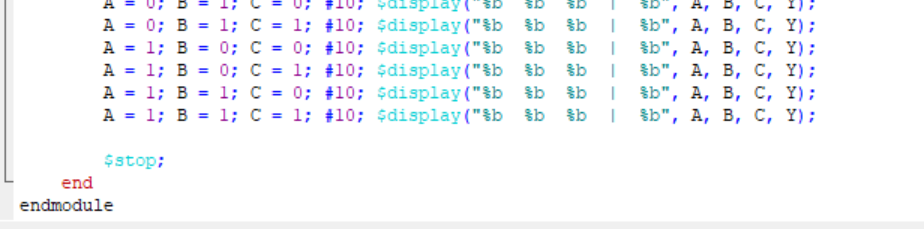 A = 0; B = 1; C = 0; #10; $display("%b  %b  %b  |  %b", A, B, C, Y);
A = 0; B = 1; C = 1; #10; $display("%b  %b  %b  |  %b", A, B, C, Y);
A = 1; B = 0; C = 0; #10; $display("%b  %b  %b  |  %b", A, B, C, Y);
A = 1; B = 0; C = 1; #10; $display("%b  %b  %b  |  %b", A, B, C, Y);
A = 1; B = 1; C = 0; #10; $display("%b  %b  %b  |  %b", A, B, C, Y);
A = 1; B = 1; C = 1; #10; $display("%b  %b  %b  |  %b", A, B, C, Y);
$stop;
end
endmodule